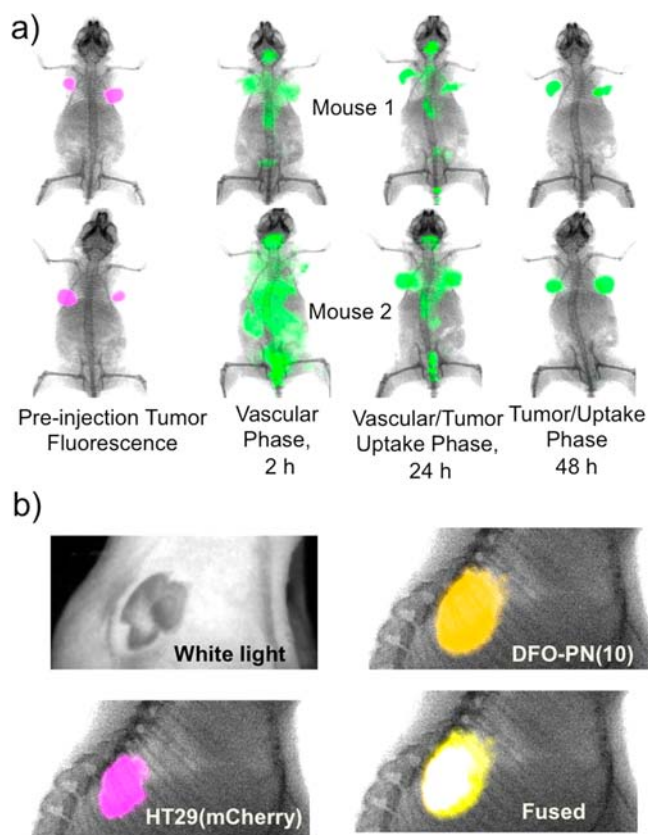 a)
Mouse 1
Mouse 2
Pre-injection Tumor
Fluorescence
Vascular
Phase,
2 h
Vascular/Tumor
Uptake Phase,
24 h
Tumor/Uptake
Phase
48 h
b)
White light
DFO-PN(10)
HT29(mCherry)
Fused